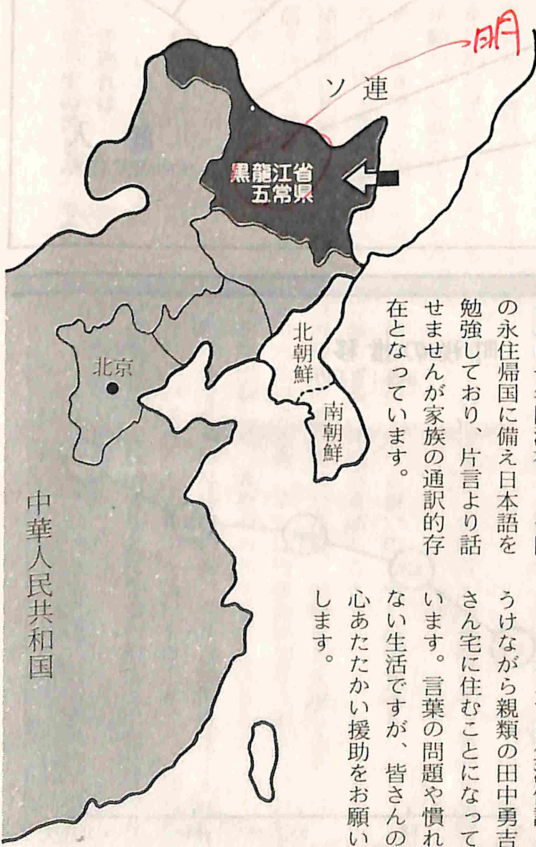 明
ソ連
黒龍江省
五常県
北朝鮮
南朝鮮
北京
中華人民共和国
の永住帰国に備え日本語を
勉強しており、片言より話
せませんが家族の通訳的存
在となっています。
うけながら親類の田中勇吉
さん宅に住むことになって
います。言葉の問題や慣れ
ない生活ですが、皆さんの
心あたたかい援助をお願い
します。